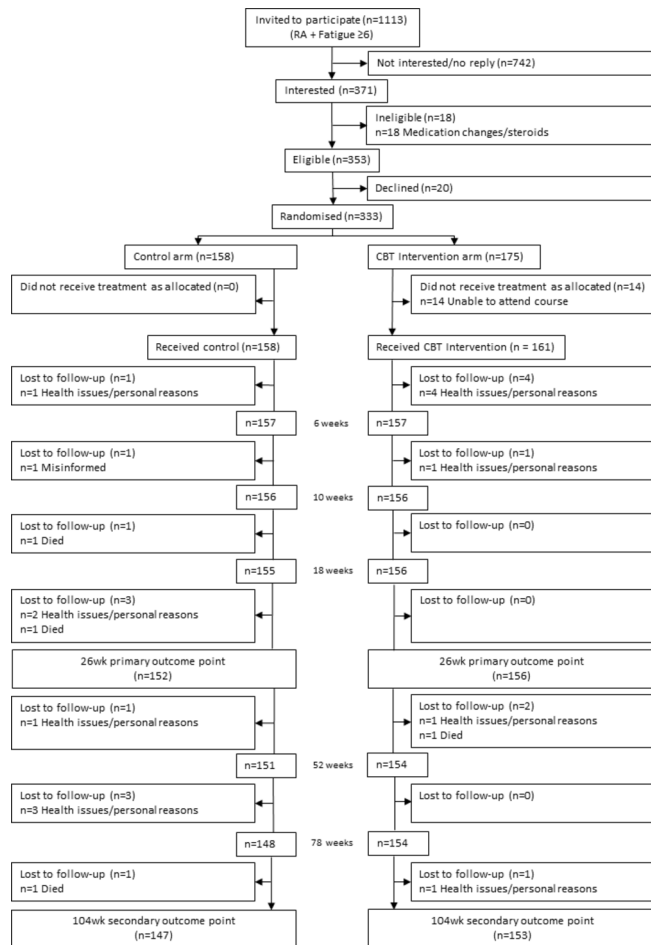 Invited to participate (n=1113)
(RA + Fatigue ≥6)
Not interested/no reply (n=742)
Interested (n=371)
Ineligible (n=18)
n=18 Medication changes/steroids
Eligible (n=353)
Declined (n=20)
Randomised (n=333)
Control arm (n=158)
CBT Intervention arm (n=175)
Did not receive treatment as allocated (n=0)
Did not receive treatment as allocated (n=14)
n=14 Unable to attend course
Received control (n=158)
Received CBT Intervention (n = 161)
Lost to follow-up (n=1)
n=1 Health issues/personal reasons
Lost to follow-up (n=4)
n=4 Health issues/personal reasons
n=157
6 weeks
n=157
Lost to follow-up (n=1)
n=1 Misinformed
Lost to follow-up (n=1)
n=1 Health issues/personal reasons
n=156
10 weeks
n=156
Lost to follow-up (n=1)
n=1 Died
Lost to follow-up (n=0)
n=155
18 weeks
n=156
Lost to follow-up (n=3)
n=2 Health issues/personal reasons
n=1 Died
Lost to follow-up (n=0)
26wk primary outcome point
(n=152)
26wk primary outcome point
(n=156)
Lost to follow-up (n=1)
n=1 Health issues/personal reasons
Lost to follow-up (n=2)
n=1 Health issues/personal reasons
n=1 Died
n=151
52 weeks
n=154
Lost to follow-up (n=3)
n=3 Health issues/personal reasons
Lost to follow-up (n=0)
n=148
78 weeks
n=154
Lost to follow-up (n=1)
n=1 Died
Lost to follow-up (n=1)
n=1 Health issues/personal reasons
104wk secondary outcome point
(n=147)
104wk secondary outcome point
(n=153)